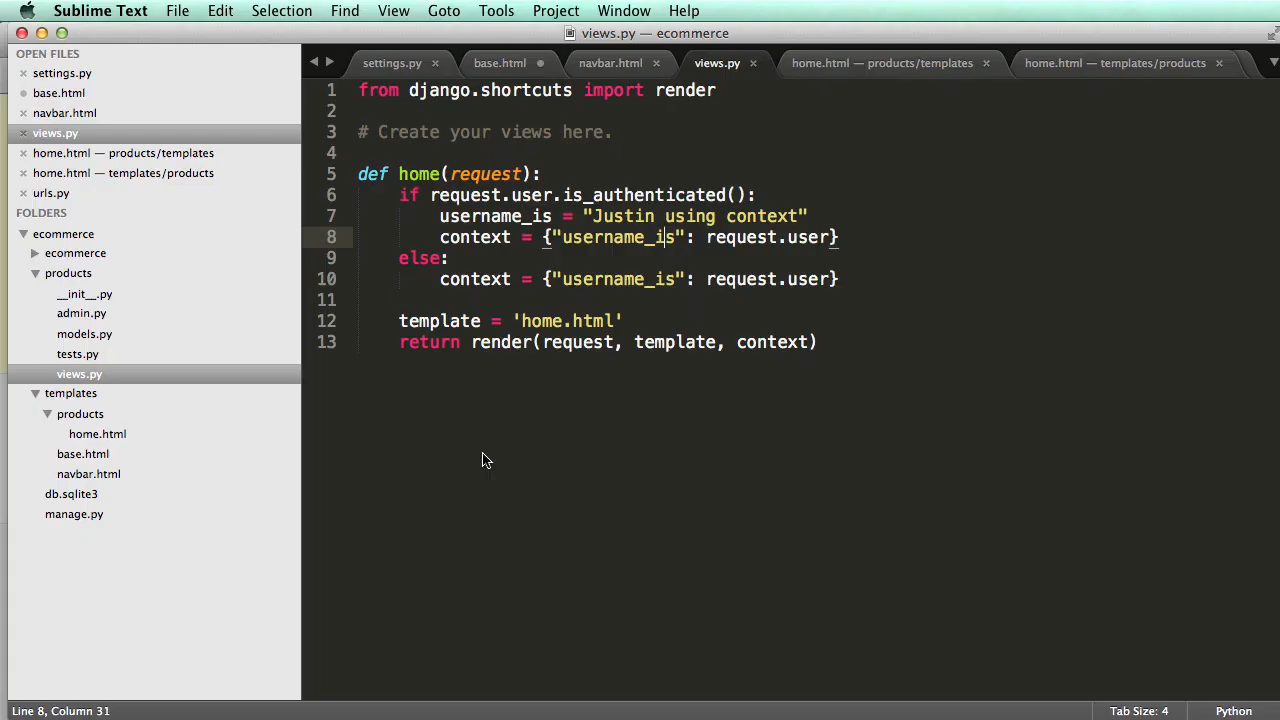 Sublime Text File Edit Selection Find View Goto Tools Project Window Help
views.py — ecommerce
OPEN FILES
settings.py
base.html
navbar.html
views.py
home.html — products/templates
home.html — templates/products
urls.py
FOLDERS
ecommerce
ecommerce
products
__init__.py
admin.py
models.py
tests.py
views.py
templates
products
home.html
base.html
navbar.html
db.sqlite3
manage.py
settings.py base.html navbar.html views.py home.html — products/templates home.html — templates/products
1 from django.shortcuts import render
2
3 # Create your views here.
4
5 def home(request):
6 if request.user.is_authenticated():
7 username_is = "Justin using context"
8 context = {"username_is": request.user}
9 else:
10 context = {"username_is": request.user}
11
12 template = 'home.html'
13 return render(request, template, context)
Line 8, Column 31 Tab Size: 4 Python